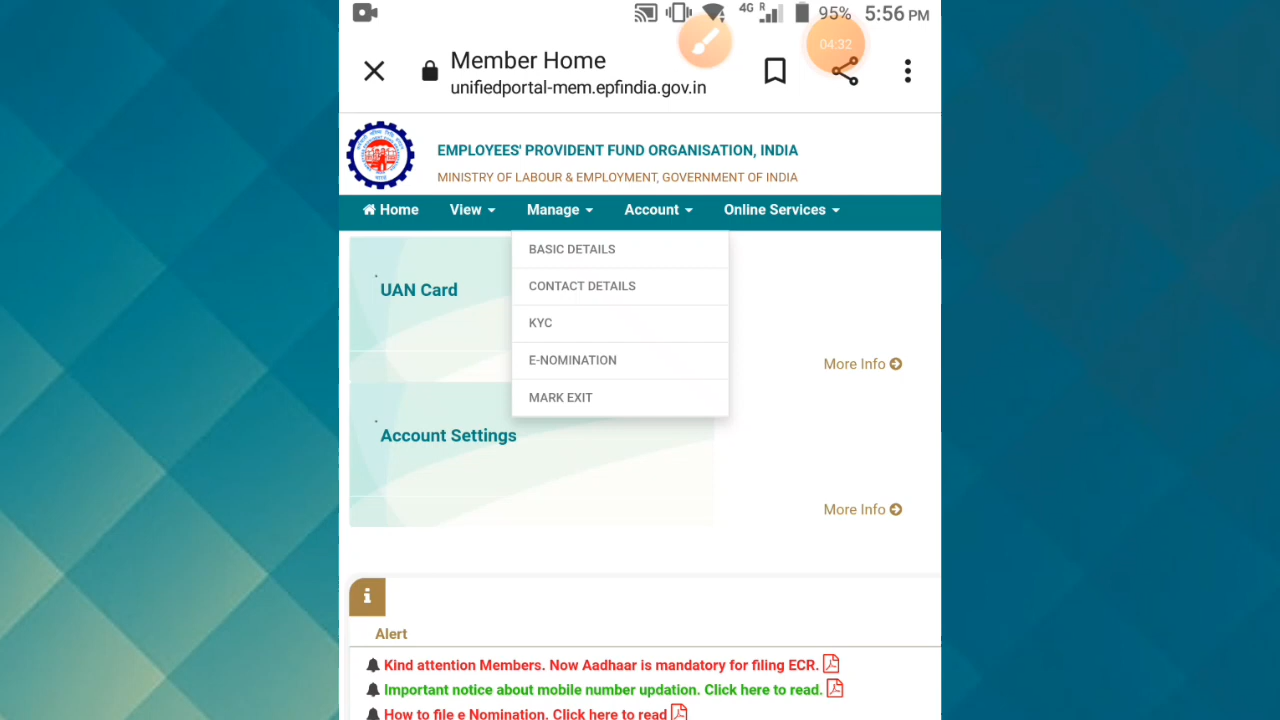 4G R 95% 5:56 PM
04:32
Member Home
unifiedportal-mem.epfindia.gov.in
EMPLOYEES' PROVIDENT FUND ORGANISATION, INDIA
MINISTRY OF LABOUR & EMPLOYMENT, GOVERNMENT OF INDIA
Home View Manage Account Online Services
BASIC DETAILS
CONTACT DETAILS
KYC
E-NOMINATION
MARK EXIT
UAN Card
More Info
Account Settings
More Info
Alert
Kind attention Members. Now Aadhaar is mandatory for filing ECR.
Important notice about mobile number updation. Click here to read.
How to file e Nomination. Click here to read